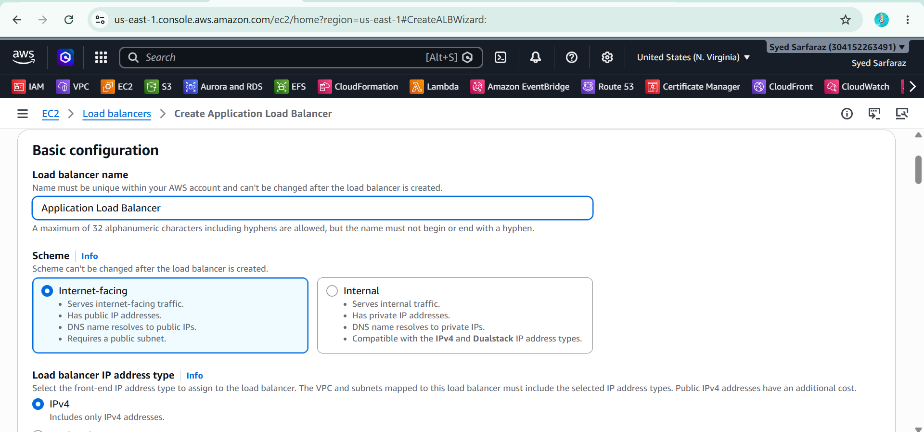 us-east-1.console.aws.amazon.com/ec2/home?region=us-east-1#CreateALBWizard:
aws Search [Alt+S] United States (N. Virginia) ▼ Syed Sarfaraz (304152263491) ▼
Syed Sarfaraz
IAM VPC EC2 S3 Aurora and RDS EFS CloudFormation Lambda Amazon EventBridge Route 53 Certificate Manager CloudFront CloudWatch
EC2 > Load balancers > Create Application Load Balancer
Basic configuration
Load balancer name
Name must be unique within your AWS account and can't be changed after the load balancer is created.
Application Load Balancer
A maximum of 32 alphanumeric characters including hyphens are allowed, but the name must not begin or end with a hyphen.
Scheme | Info
Scheme can't be changed after the load balancer is created.
Internet-facing
• Serves internet-facing traffic.
• Has public IP addresses.
• DNS name resolves to public IPs.
• Requires a public subnet.
Internal
• Serves internal traffic.
• Has private IP addresses.
• DNS name resolves to private IPs.
• Compatible with the IPv4 and Dualstack IP address types.
Load balancer IP address type | Info
Select the front-end IP address type to assign to the load balancer. The VPC and subnets mapped to this load balancer must include the selected IP address types. Public IPv4 addresses have an additional cost.
IPv4
Includes only IPv4 addresses.